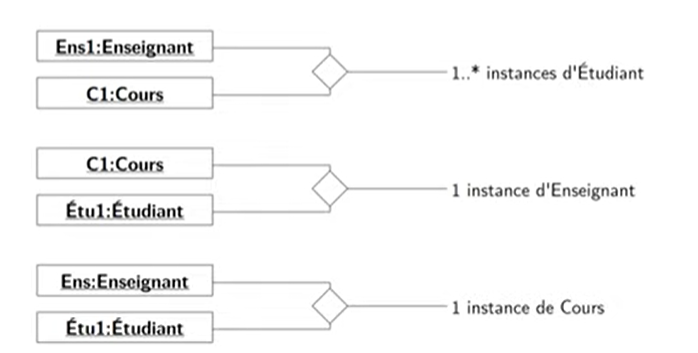 Ens1:Enseignant
C1:Cours
1..* instances d'Étudiant
C1:Cours
Étu1:Étudiant
1 instance d'Enseignant
Ens:Enseignant
Étu1:Étudiant
1 instance de Cours